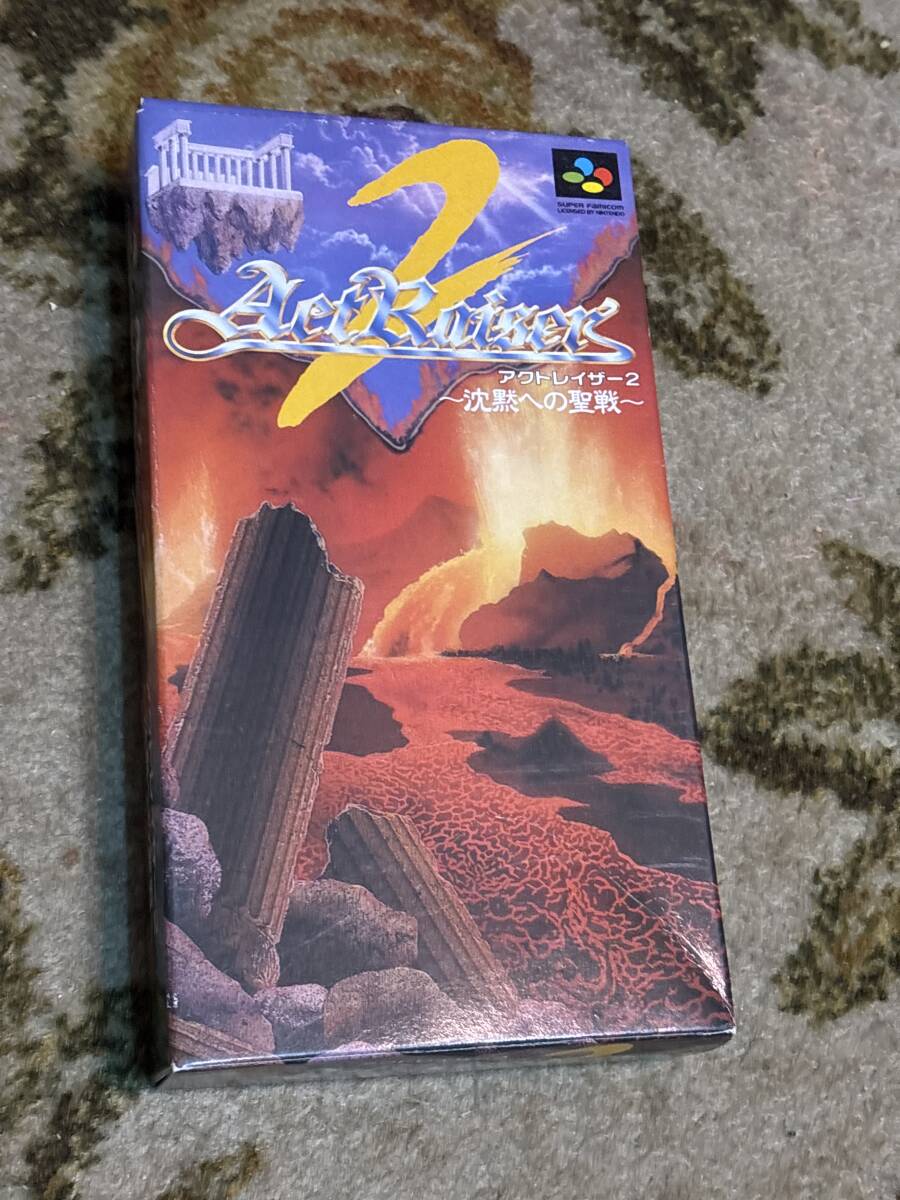 2
SUPER FAMICOM
LICENSED BY NINTENDO
ActRaiser
アクトレイザー2
～沈黙への聖戦～